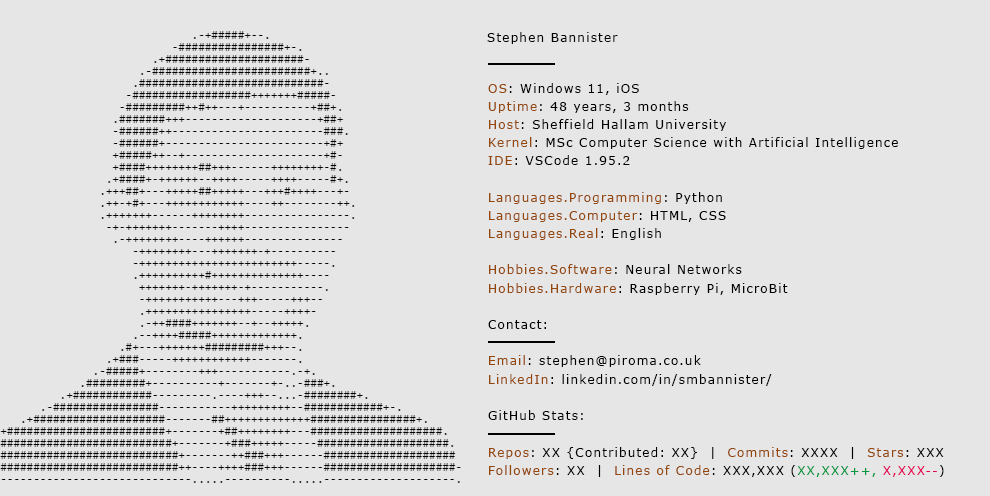 Stephen Bannister
OS: Windows 11, iOS
Uptime: 48 years, 3 months
Host: Sheffield Hallam University
Kernel: MSc Computer Science with Artificial Intelligence
IDE: VSCode 1.95.2
Languages.Programming: Python
Languages.Computer: HTML, CSS
Languages.Real: English
Hobbies.Software: Neural Networks
Hobbies.Hardware: Raspberry Pi, MicroBit
Contact:
Email: stephen@piroma.co.uk
LinkedIn: linkedin.com/in/smbannister/
GitHub Stats:
Repos: XX {Contributed: XX} | Commits: XXXX | Stars: XXX
Followers: XX | Lines of Code: XXX,XXX (XX,XXX++, X,XXX--)